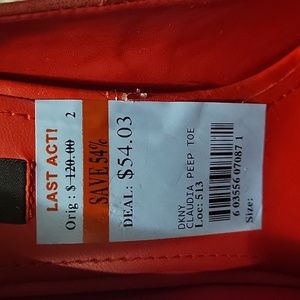 LAST ACT!
Orig : $ 120.00 2
SAVE 54%
DEAL: $54.03
DKNY
CLAUDIA PEEP TOE
Loc: 513
6 03556 07087 1
Size: